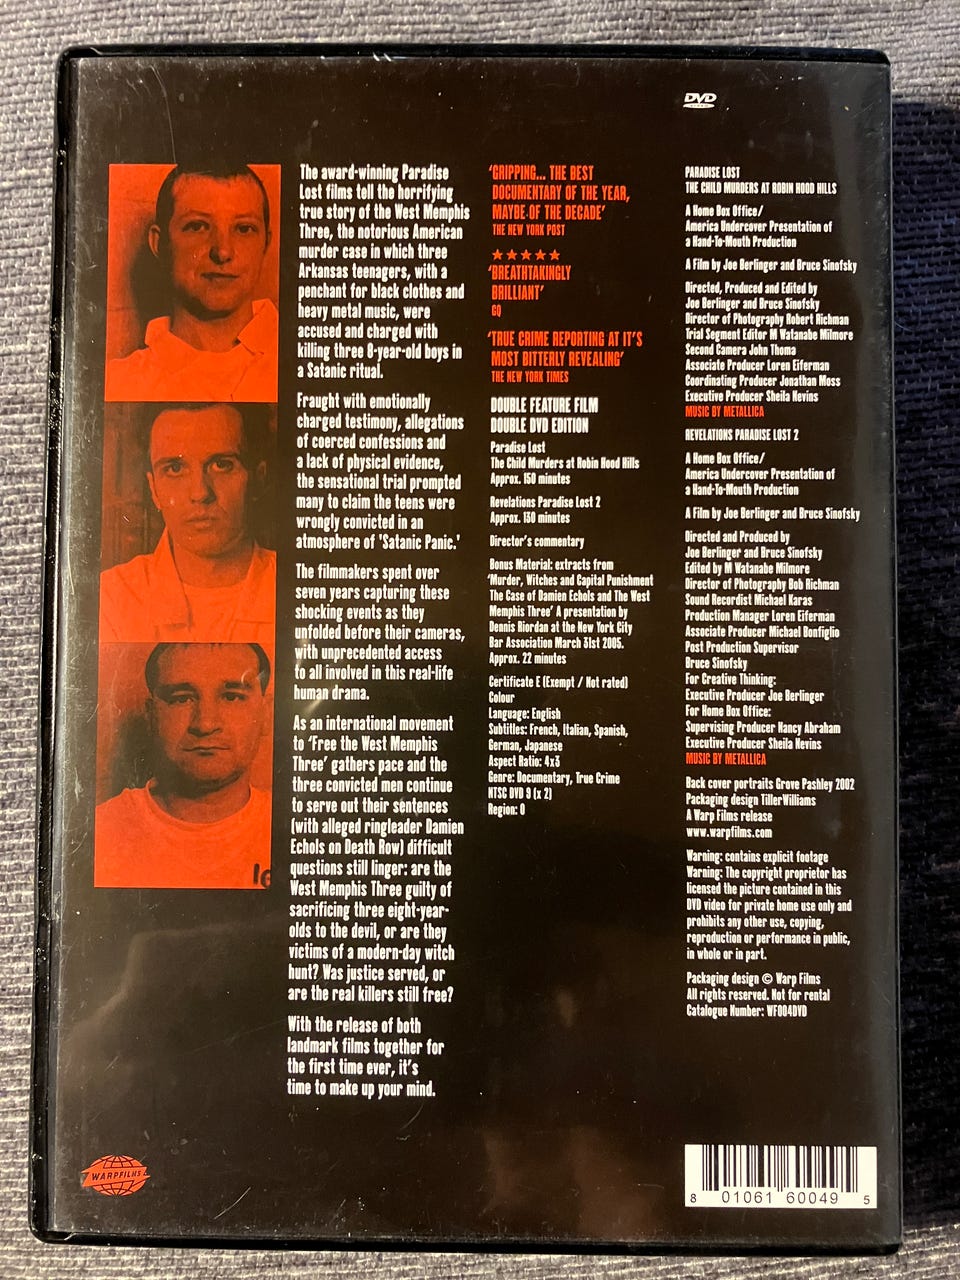 DVD
VIDEO
The award-winning Paradise
Lost films tell the horrifying
true story of the West Memphis
Three, the notorious American
murder case in which three
Arkansas teenagers, with a
penchant for black clothes and
heavy metal music, were
accused and charged with
killing three 8-year-old boys in
a Satanic ritual.
Fraught with emotionally
charged testimony, allegations
of coerced confessions and
a lack of physical evidence,
the sensational trial prompted
many to claim the teens were
wrongly convicted in an
atmosphere of 'Satanic Panic.'
The filmmakers spent over
seven years capturing these
shocking events as they
unfolded before their cameras,
with unprecedented access
to all involved in this real-life
human drama.
As an international movement
to 'Free the West Memphis
Three' gathers pace and the
three convicted men continue
to serve out their sentences
(with alleged ringleader Damien
Echols on Death Row) difficult
questions still linger: are the
West Memphis Three guilty of
sacrificing three eight-year-
olds to the devil, or are they
victims of a modern-day witch
hunt? Was justice served, or
are the real killers still free?
With the release of both
landmark films together for
the first time ever, it's
time to make up your mind.
'GRIPPING... THE BEST
DOCUMENTARY OF THE YEAR,
MAYBE OF THE DECADE'
THE NEW YORK POST
★★★★★
'BREATHTAKINGLY
BRILLIANT'
GQ
'TRUE CRIME REPORTING AT IT'S
MOST BITTERLY REVEALING'
THE NEW YORK TIMES
DOUBLE FEATURE FILM
DOUBLE DVD EDITION
Paradise Lost
The Child Murders at Robin Hood Hills
Approx. 150 minutes
Revelations Paradise Lost 2
Approx. 130 minutes
Director's commentary
Bonus Material: extracts from
'Murder, Witches and Capital Punishment
The Case of Damien Echols and The West
Memphis Three' A presentation by
Dennis Riordan at the New York City
Bar Association March 31st 2005.
Approx. 22 minutes
Certificate E (Exempt / Not rated)
Colour
Language: English
Subtitles: French, Italian, Spanish,
German, Japanese
Aspect Ratio: 4x3
Genre: Documentary, True Crime
NTSC DVD 9 (x 2)
Region: 0
PARADISE LOST
THE CHILD MURDERS AT ROBIN HOOD HILLS
A Home Box Office/
America Undercover Presentation of
a Hand-To-Mouth Production
A Film by Joe Berlinger and Bruce Sinofsky
Directed, Produced and Edited by
Joe Berlinger and Bruce Sinofsky
Director of Photography Robert Richman
Trial Segment Editor M Watanabe Milmore
Second Camera John Thoma
Associate Producer Loren Eiferman
Coordinating Producer Jonathan Moss
Executive Producer Sheila Nevins
MUSIC BY METALLICA
REVELATIONS PARADISE LOST 2
A Home Box Office/
America Undercover Presentation of
a Hand-To-Mouth Production
A Film by Joe Berlinger and Bruce Sinofsky
Directed and Produced by
Joe Berlinger and Bruce Sinofsky
Edited by M Watanabe Milmore
Director of Photography Bob Richman
Sound Recordist Michael Karas
Production Manager Loren Eiferman
Associate Producer Michael Bonfiglio
Post Production Supervisor
Bruce Sinofsky
For Creative Thinking:
Executive Producer Joe Berlinger
For Home Box Office:
Supervising Producer Nancy Abraham
Executive Producer Sheila Nevins
MUSIC BY METALLICA
Back cover portraits Grove Pashley 2002
Packaging design TillerWilliams
A Warp Films release
www.warpfilms.com
Warning: contains explicit footage
Warning: The copyright proprietor has
licensed the picture contained in this
DVD video for private home use only and
prohibits any other use, copying,
reproduction or performance in public,
in whole or in part.
Packaging design © Warp Films
All rights reserved. Not for rental
Catalogue Number: WF004DVD
WARPFILMS
8 01061 60049 5